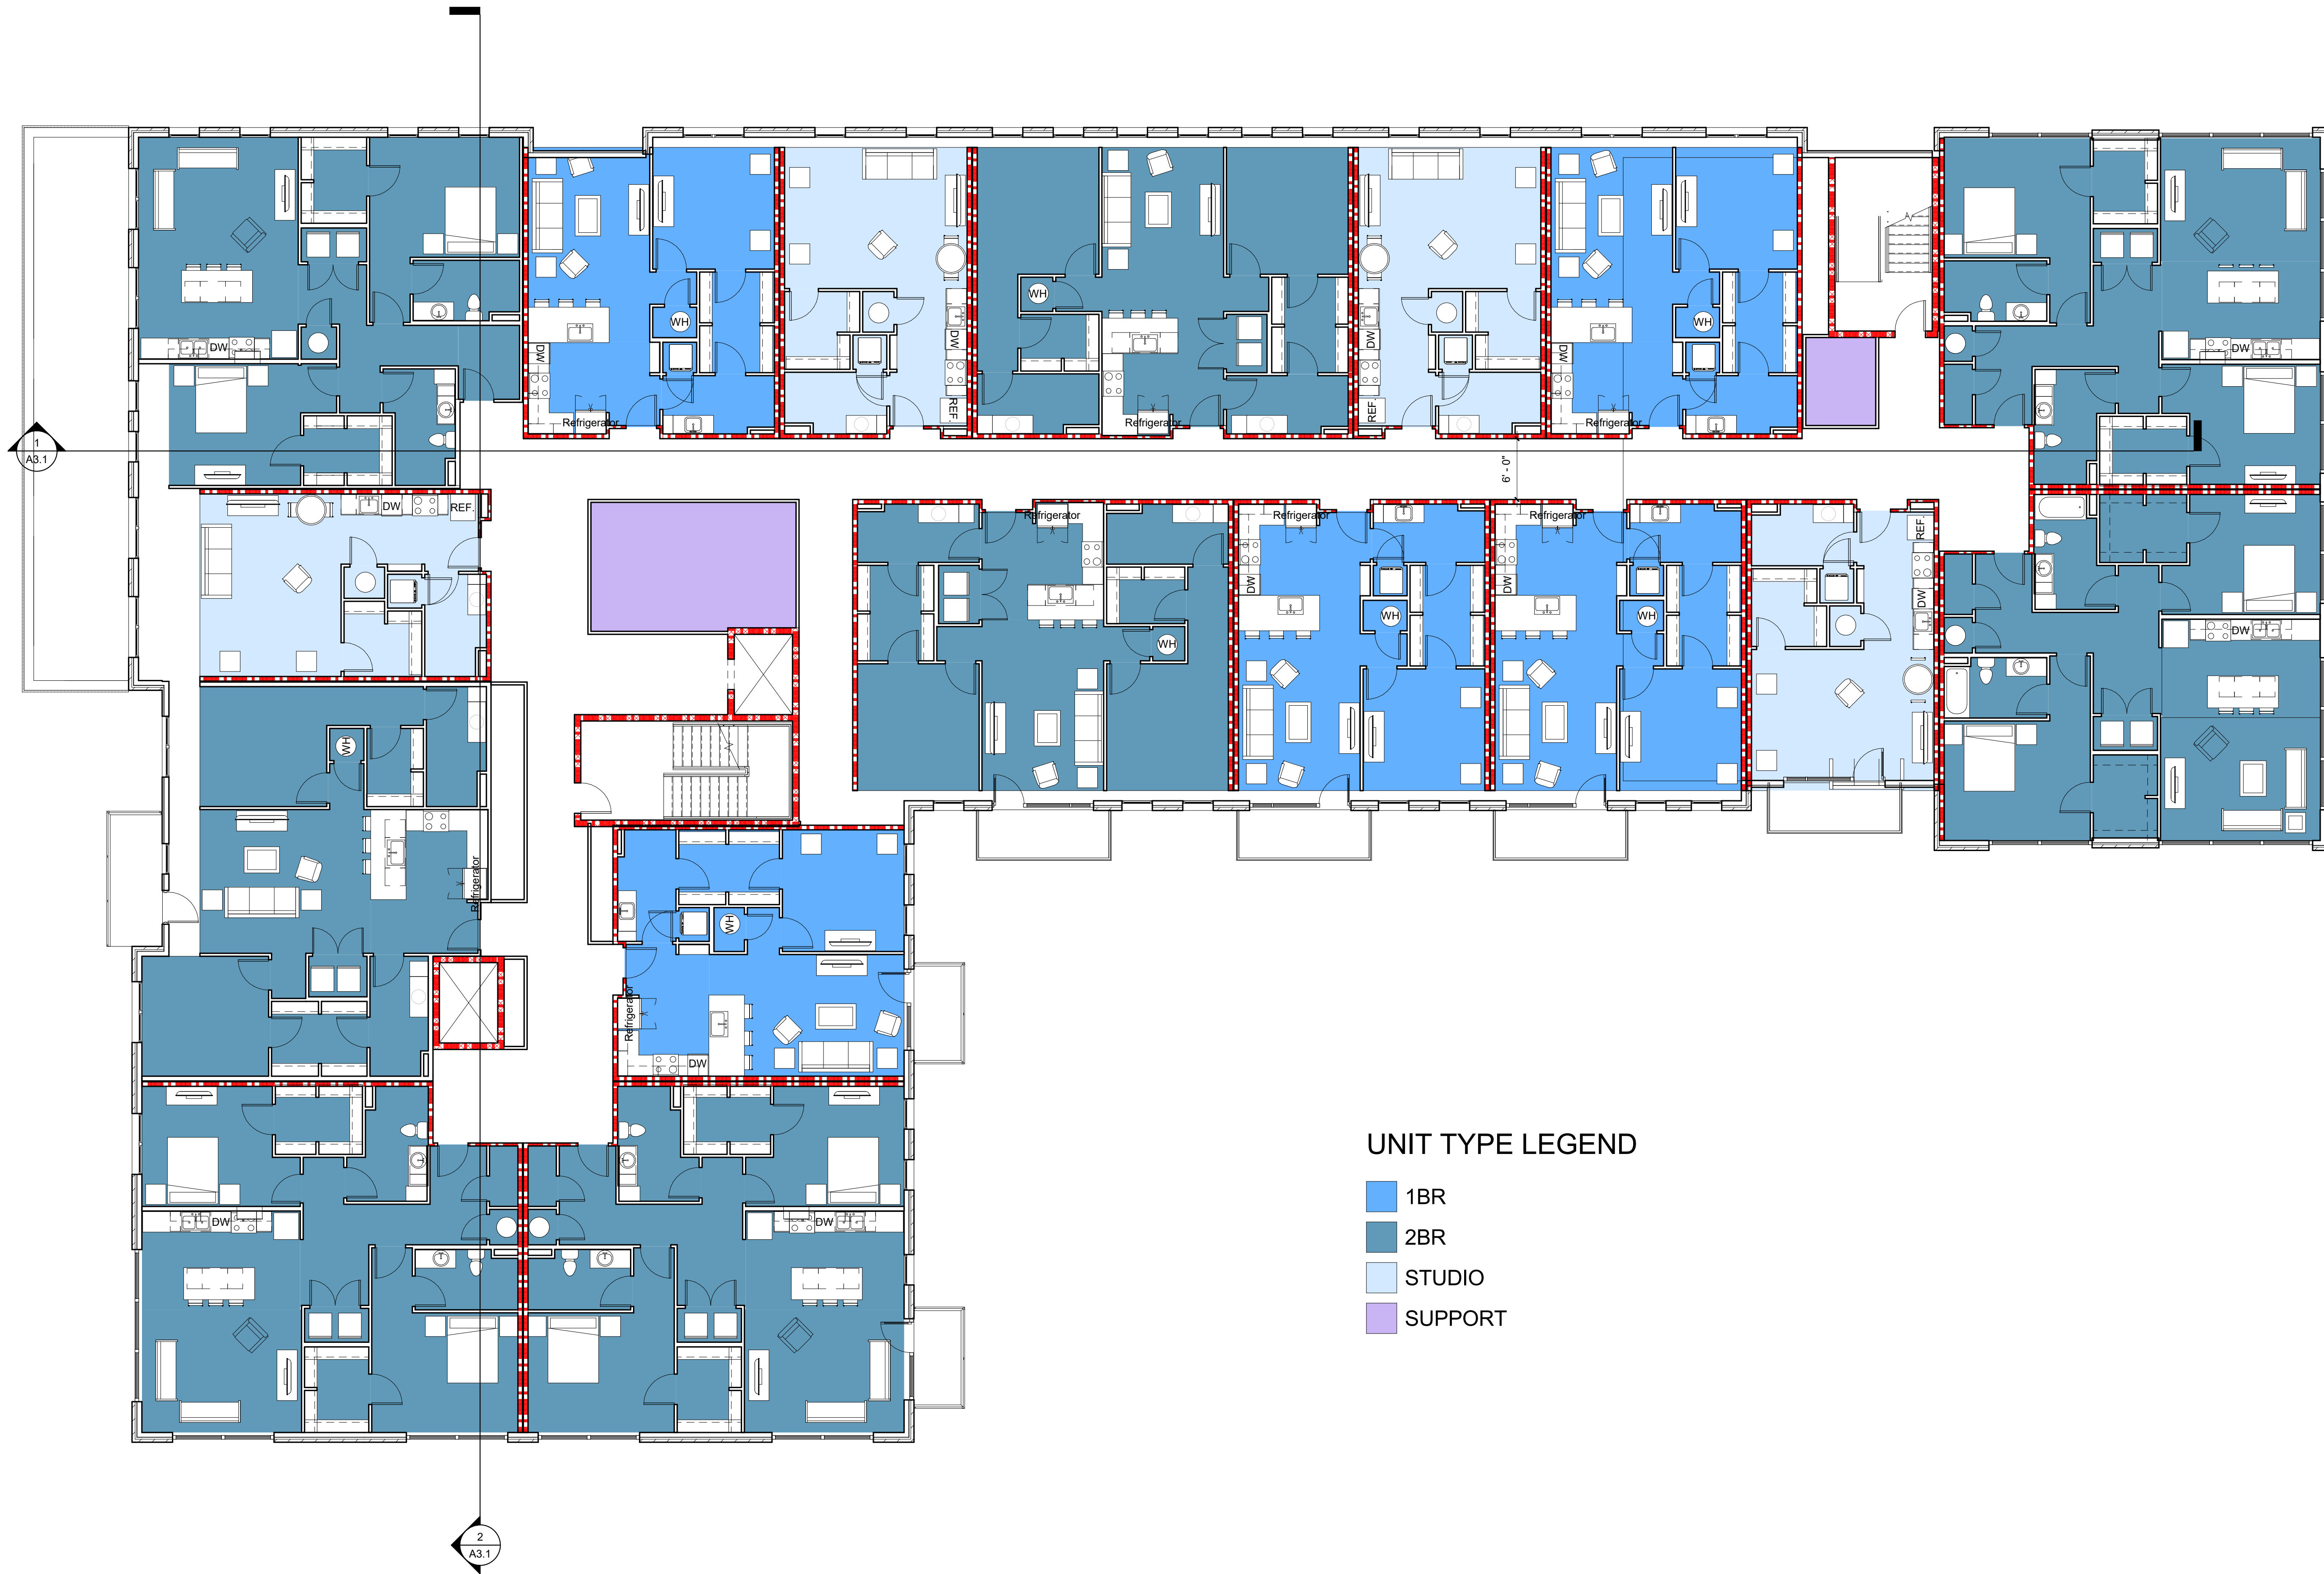 DW
WH
DW
Refrigerator
DW
REF.
WH
Refrigerator
DW
REF.
WH
DW
Refrigerator
DW
1
A3.1
6' - 0"
DW
REF.
Refrigerator
WH
Refrigerator
DW
WH
Refrigerator
DW
WH
REF.
DW
DW
WH
Refrigerator
WH
Refrigerator
DW
DW
DW
UNIT TYPE LEGEND
1BR
2BR
STUDIO
SUPPORT
2
A3.1